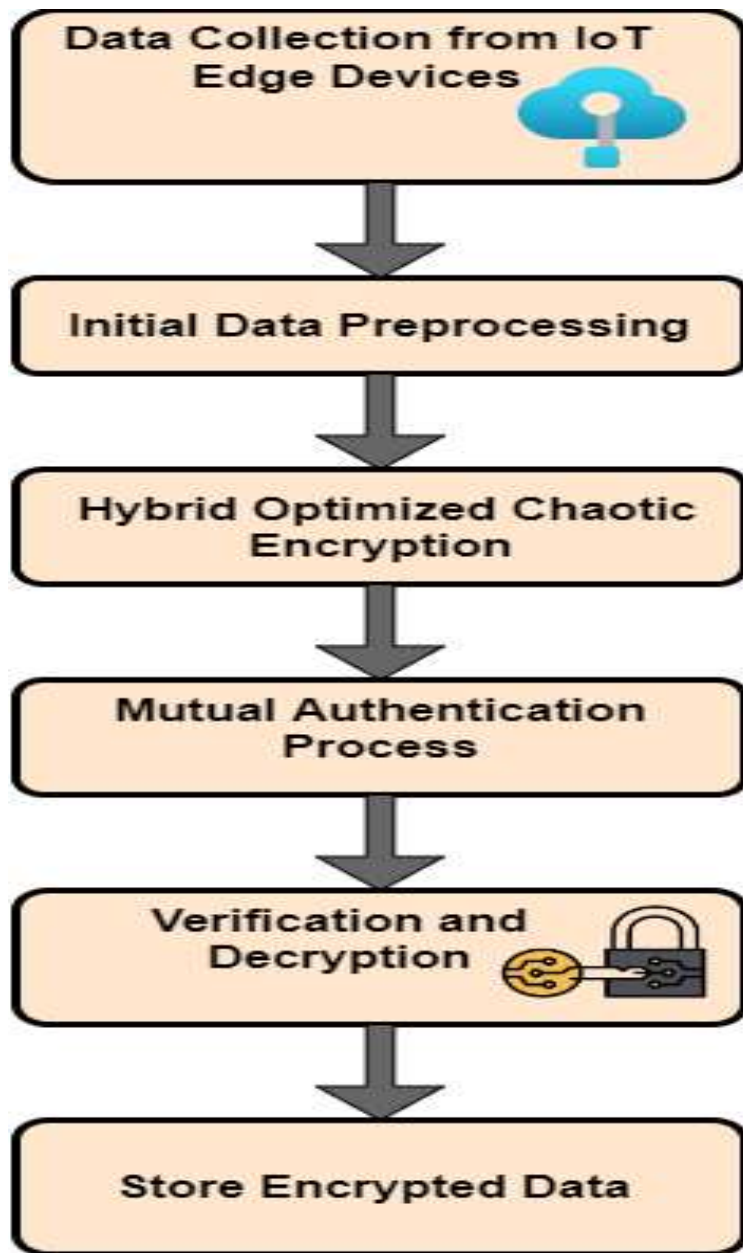 Data Collection from IoT
Edge Devices
Initial Data Preprocessing
Hybrid Optimized Chaotic
Encryption
Mutual Authentication
Process
Verification and
Decryption
Store Encrypted Data